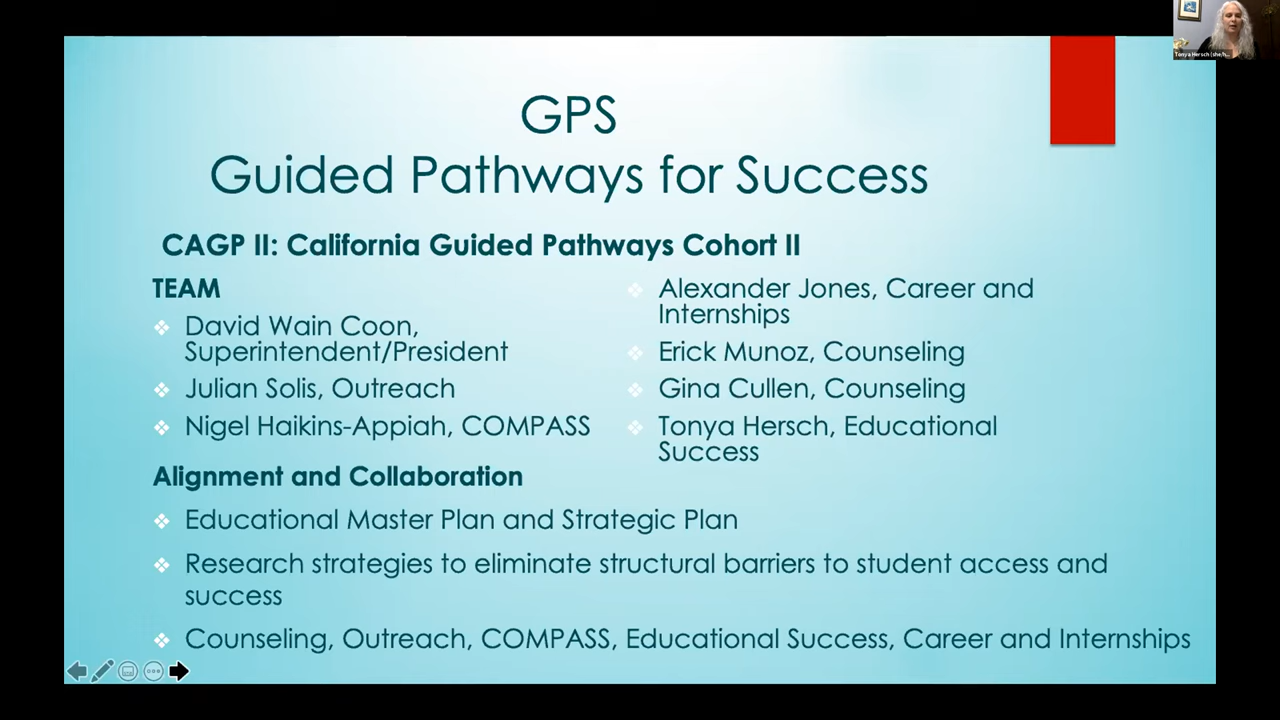 GPS
Guided Pathways for Success
CAGP II: California Guided Pathways Cohort II
TEAM
David Wain Coon,
Superintendent/President
Julian Solis, Outreach
Nigel Haikins-Appiah, COMPASS
Alexander Jones, Career and
Internships
Erick Munoz, Counseling
Gina Cullen, Counseling
Tonya Hersch, Educational
Success
Alignment and Collaboration
Educational Master Plan and Strategic Plan
Research strategies to eliminate structural barriers to student access and
success
Counseling, Outreach, COMPASS, Educational Success, Career and Internships
Tonya Hersch (she/h...